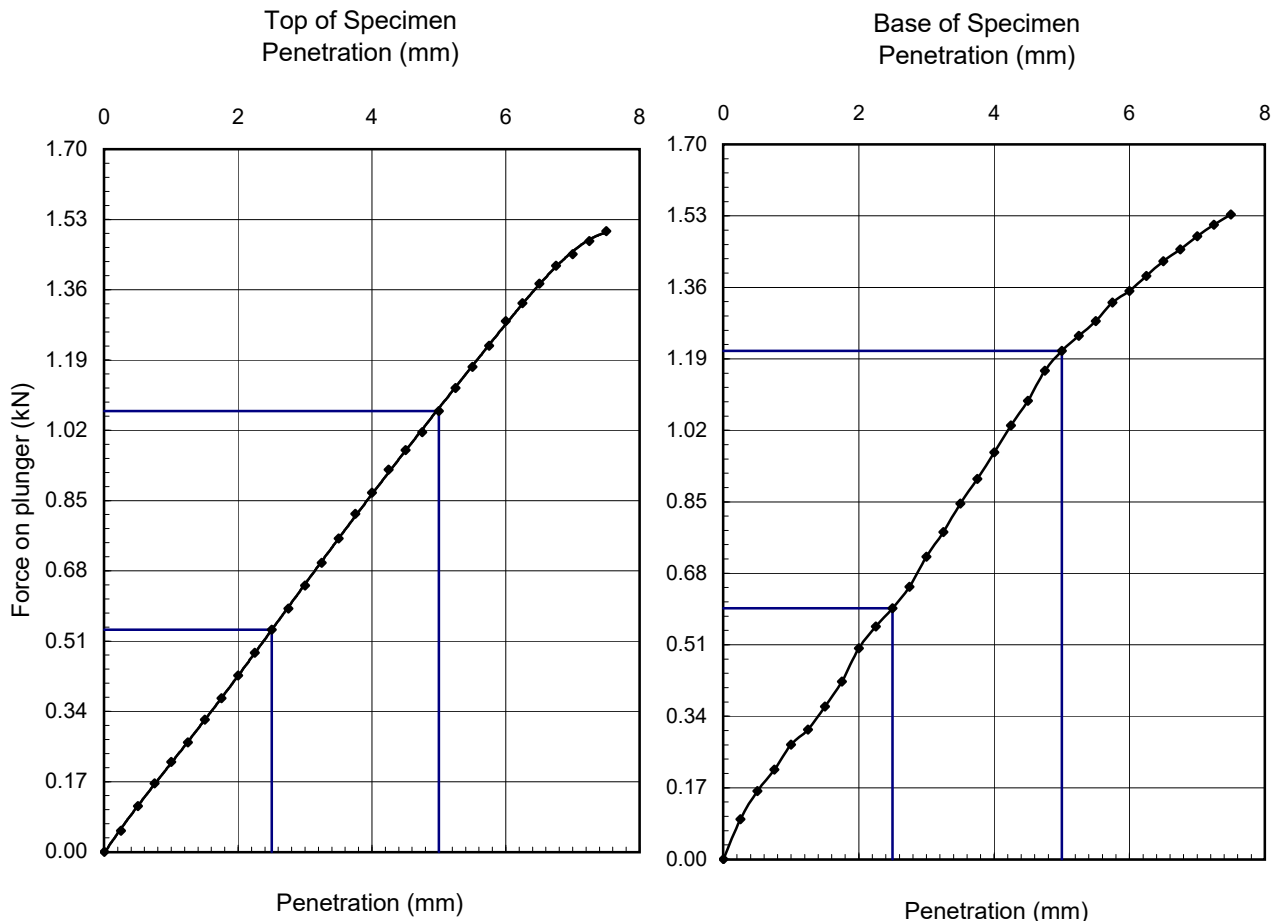 Top of Specimen
Penetration (mm)
0 2 4 6 8
1.70
1.53
1.36
1.19
1.02
0.85
0.68
0.51
0.34
0.17
0.00
Force on plunger (kN)
Penetration (mm)
Base of Specimen
Penetration (mm)
0 2 4 6 8
1.70
1.53
1.36
1.19
1.02
0.85
0.68
0.51
0.34
0.17
0.00
Penetration (mm)